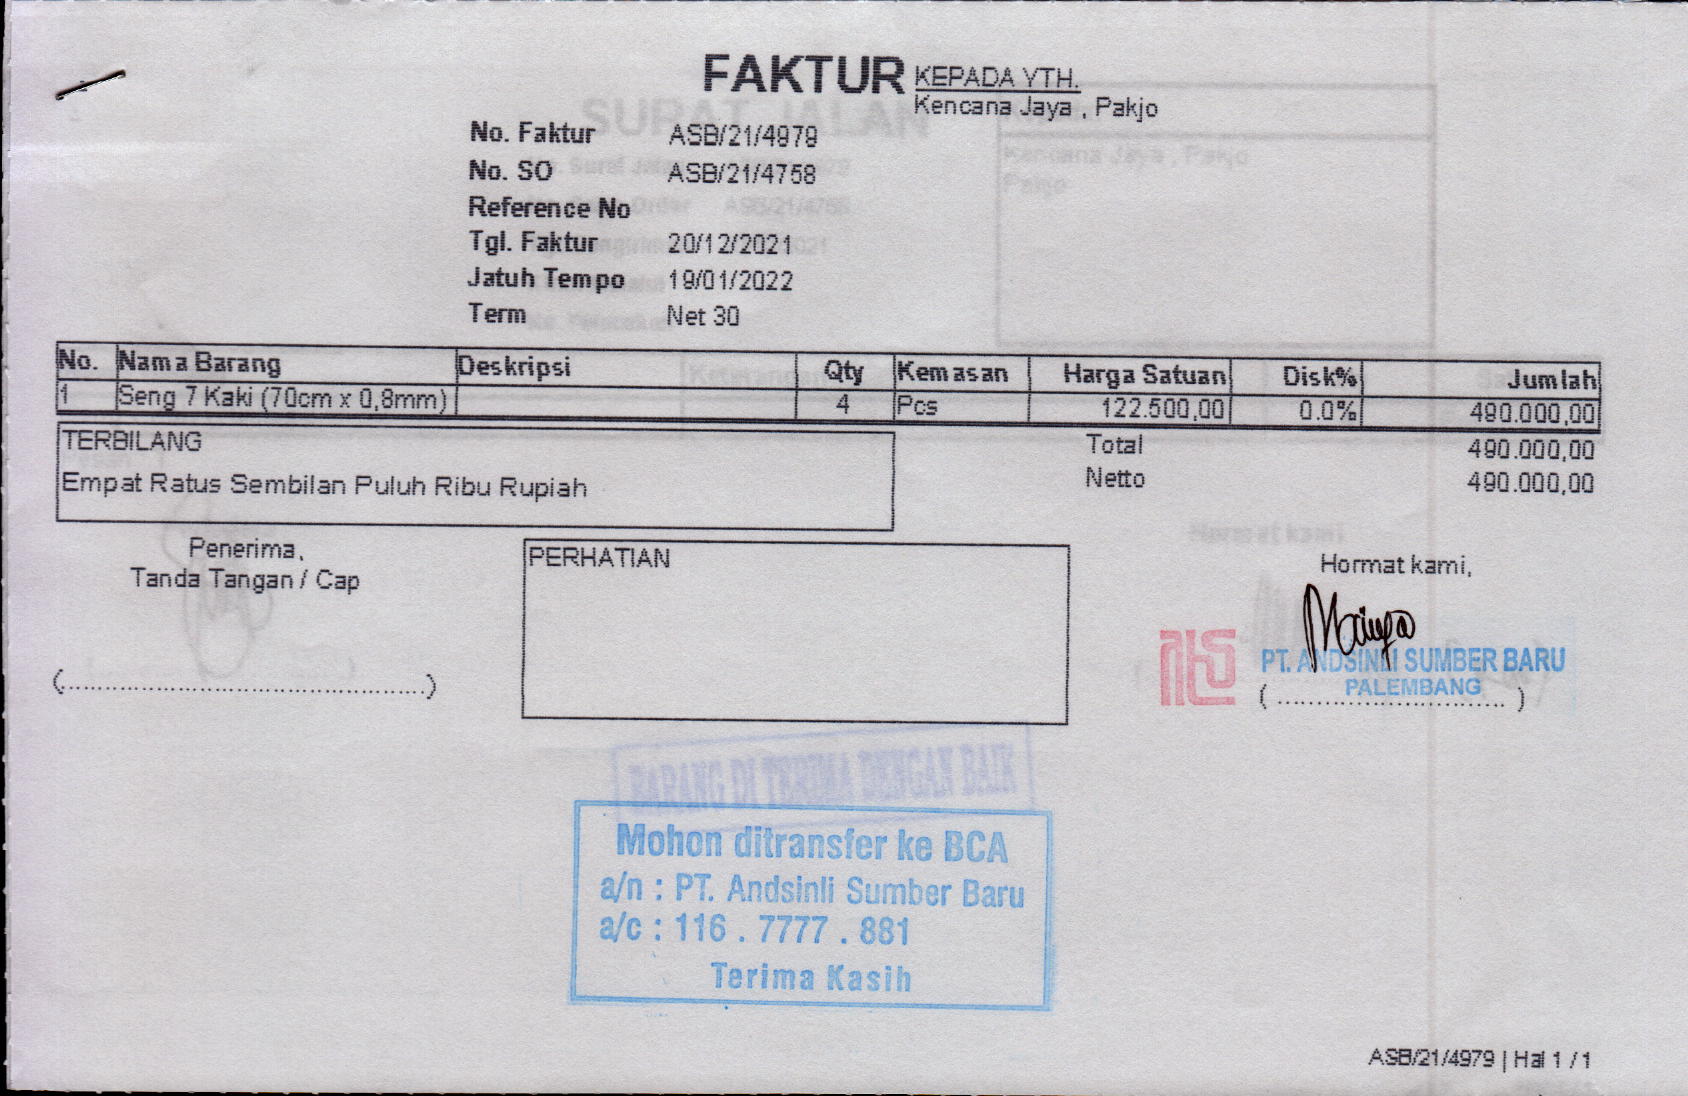 FAKTUR
KEPADA YTH.
Kencana Jaya , Pakjo
No. Faktur ASB/21/4979
No. SO ASB/21/4758
Reference No
Tgl. Faktur 20/12/2021
Jatuh Tempo 19/01/2022
Term Net 30
No. Nama Barang Deskripsi Qty Kemasan Harga Satuan Disk% Jumlah
1 Seng 7 Kaki (70cm x 0,8mm) 4 Pcs 122.500,00 0.0% 490.000,00
TERBILANG
Empat Ratus Sembilan Puluh Ribu Rupiah
Total 490.000,00
Netto 490.000,00
Penerima,
Tanda Tangan / Cap
PERHATIAN
Hormat kami,
PT. ANDSINLI SUMBER BARU
PALEMBANG
BARANG DI TERIMA DENGAN BAIK
Mohon ditransfer ke BCA
a/n : PT. Andsinli Sumber Baru
a/c : 116 . 7777 . 881
Terima Kasih
ASB/21/4979 | Hal 1 / 1